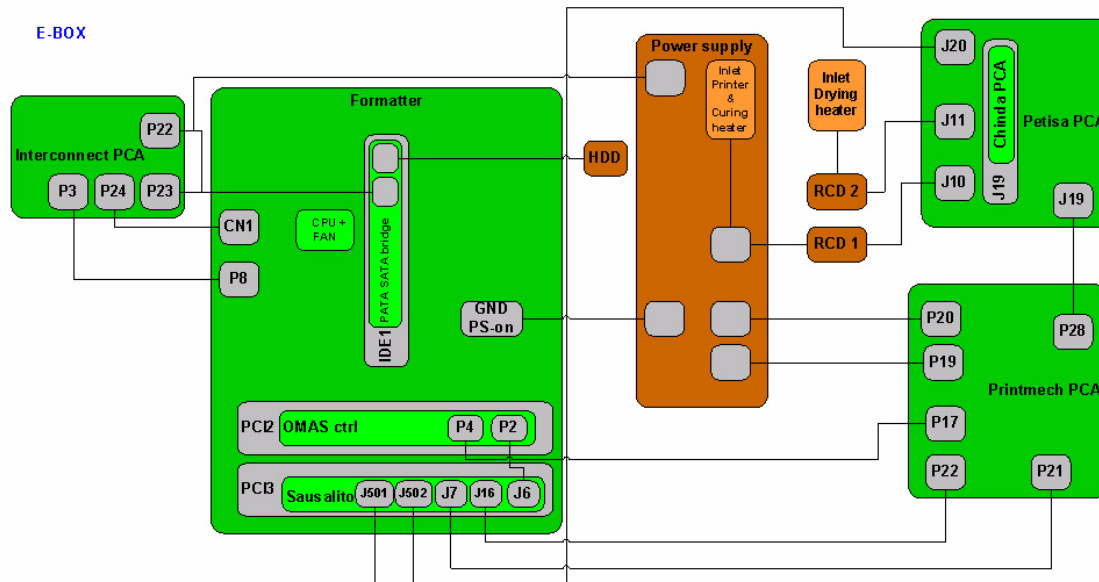 E-BOX
Interconnect PCA
P22
P3
P24
P23
Formatter
CN1
P8
CPU +
FAN
PATA SATA bridge
IDE1
GND
PS-on
PCI2
OMAS ctrl
P4
P2
PCI3
Sausalito
J501
J502
J7
J16
J6
HDD
Power supply
Inlet
Printer
&
Curing
heater
Inlet
Drying
heater
RCD 2
RCD 1
J20
J11
J10
Chinda PCA
J19
Petisa PCA
J19
P20
P19
P28
Printmech PCA
P17
P22
P21